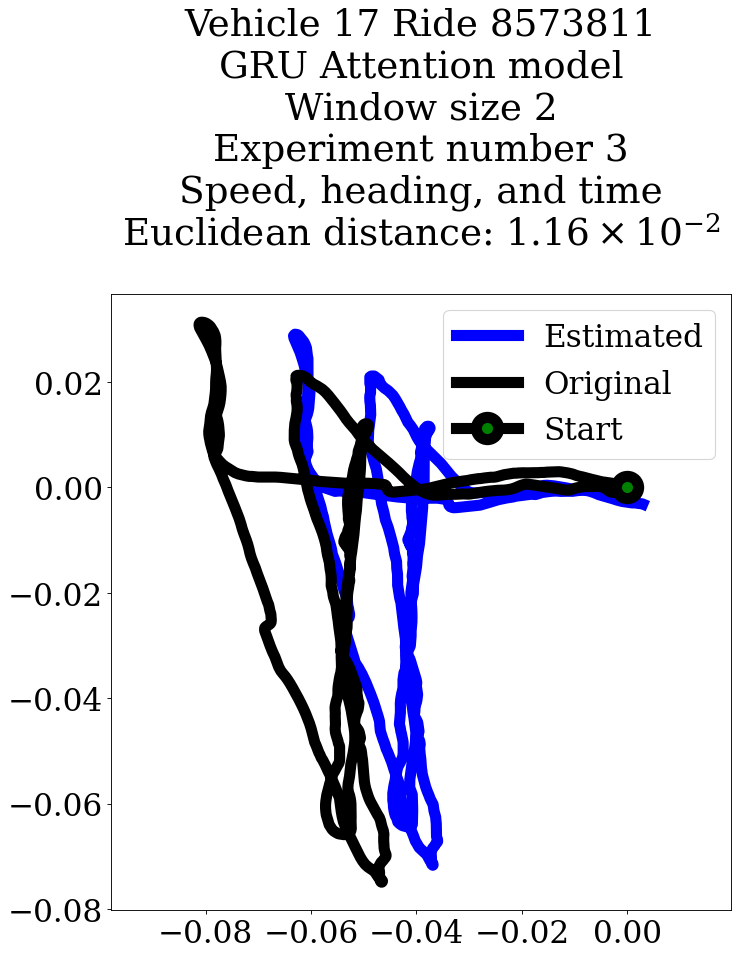 Vehicle 17 Ride 8573811
GRU Attention model
Window size 2
Experiment number 3
Speed, heading, and time
Euclidean distance: 1.16 × 10⁻²
Estimated
Original
Start
0.02
0.00
−0.02
−0.04
−0.06
−0.08
−0.08 −0.06 −0.04 −0.02 0.00